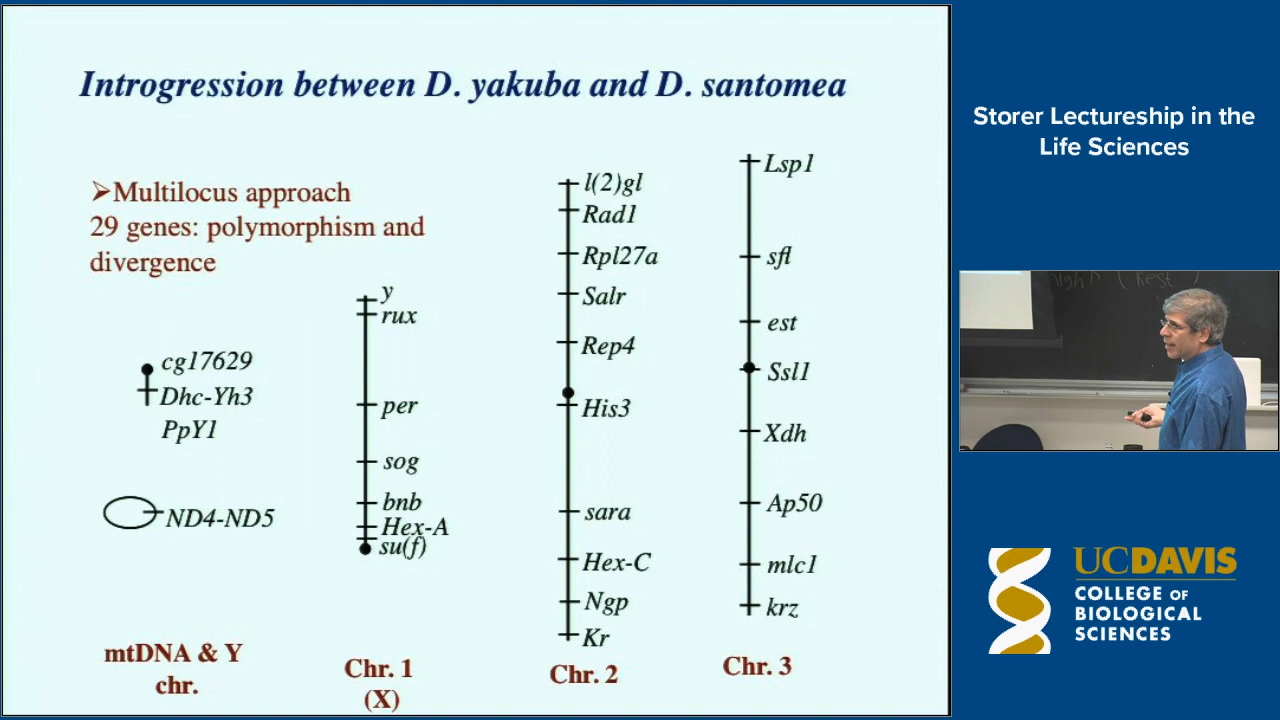 Introgression between D. yakuba and D. santomea
➢Multilocus approach
29 genes: polymorphism and
divergence
cg17629
Dhc-Yh3
PpY1
ND4-ND5
mtDNA & Y
chr.
y
rux
per
sog
bnb
Hex-A
su(f)
Chr. 1
(X)
l(2)gl
Rad1
Rpl27a
Salr
Rep4
His3
sara
Hex-C
Ngp
Kr
Chr. 2
Lsp1
sfl
est
Ssl1
Xdh
Ap50
mlc1
krz
Chr. 3
Storer Lectureship in the
Life Sciences
UCDAVIS
COLLEGE OF
BIOLOGICAL
SCIENCES